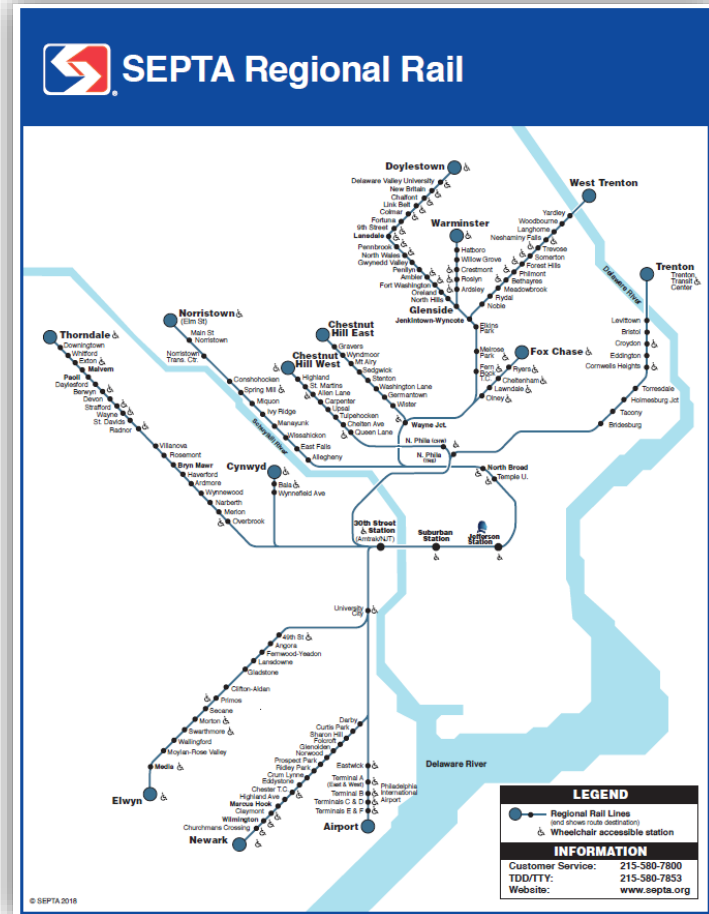 SEPTA Regional Rail
Doylestown
Delaware Valley University
New Britain
Chalfont
Link Belt
Colmar
Fortuna
9th Street
Lansdale
Pennbrook
North Wales
Gwynedd Valley
Penllyn
Ambler
Fort Washington
Oreland
North Hills
Warminster
Hatboro
Willow Grove
Crestmont
Roslyn
Ardsley
Glenside
Jenkintown-Wyncote
West Trenton
Yardley
Woodbourne
Langhorne
Neshaminy Falls
Trevose
Somerton
Forest Hills
Philmont
Bethayres
Meadowbrook
Rydal
Noble
Elkins
Park
Melrose
Park
Fern
Rock
T.C.
Delaware River
Trenton
Trenton
Transit
Center
Levittown
Bristol
Croydon
Eddington
Cornwells Heights
Torresdale
Holmesburg Jct
Tacony
Bridesburg
Fox Chase
Ryers
Cheltenham
Lawndale
Olney
Chestnut
Hill East
Gravers
Wyndmoor
Mt Airy
Sedgwick
Stenton
Washington Lane
Germantown
Wister
Wayne Jct.
Chestnut
Hill West
Highland
St. Martins
Allen Lane
Carpenter
Upsal
Tulpehocken
Chelten Ave
Queen Lane
N. Phila (CHW)
N. Phila
North Broad
Temple U.
Norristown
(Elm St)
Main St
Norristown
Norristown
Trans. Ctr.
Conshohocken
Spring Mill
Miquon
Ivy Ridge
Manayunk
Wissahickon
East Falls
Allegheny
Schuylkill River
Thorndale
Downingtown
Whitford
Exton
Malvern
Paoli
Daylesford
Berwyn
Devon
Strafford
Wayne
St. Davids
Radnor
Villanova
Rosemont
Bryn Mawr
Haverford
Ardmore
Wynnewood
Narberth
Merion
Overbrook
Cynwyd
Bala
Wynnefield Ave
30th Street
Station
(Amtrak/NJT)
Suburban
Station
Jefferson
Station
University
City
49th St
Angora
Fernwood-Yeadon
Lansdowne
Gladstone
Clifton-Aldan
Primos
Secane
Morton
Swarthmore
Wallingford
Moylan-Rose Valley
Media
Elwyn
Darby
Curtis Park
Sharon Hill
Folcroft
Glenolden
Norwood
Prospect Park
Ridley Park
Crum Lynne
Eddystone
Chester T.C.
Highland Ave
Marcus Hook
Claymont
Wilmington
Churchmans Crossing
Newark
Eastwick
Terminal A
(East & West)
Terminal B
Terminals C & D
Terminals E & F
Philadelphia
International
Airport
Airport
Delaware River
LEGEND
Regional Rail Lines
(end shows route destination)
Wheelchair accessible station
INFORMATION
Customer Service: 215-580-7800
TDD/TTY: 215-580-7853
Website: www.septa.org
© SEPTA 2018